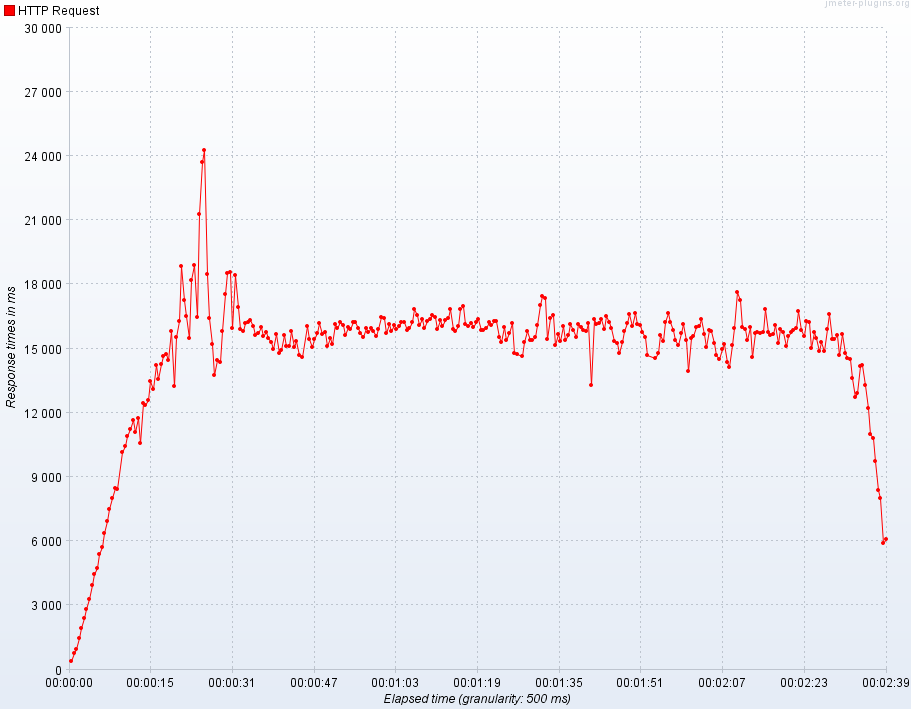 jmeter-plugins.org
HTTP Request
30 000
27 000
24 000
21 000
18 000
15 000
12 000
9 000
6 000
3 000
0
Response times in ms
00:00:00 00:00:15 00:00:31 00:00:47 00:01:03 00:01:19 00:01:35 00:01:51 00:02:07 00:02:23 00:02:39
Elapsed time (granularity: 500 ms)